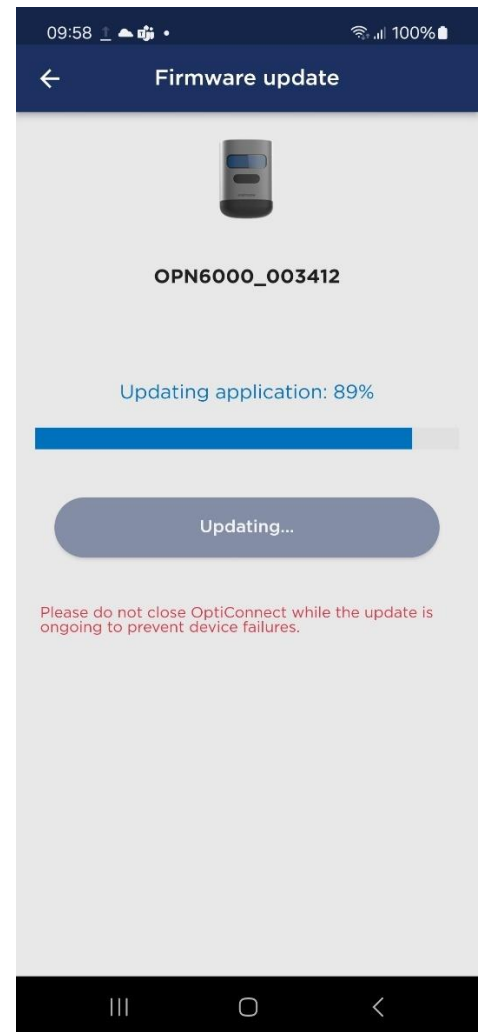 09:58 100%
Firmware update
OPN6000_003412
Updating application: 89%
Updating...
Please do not close OptiConnect while the update is
ongoing to prevent device failures.